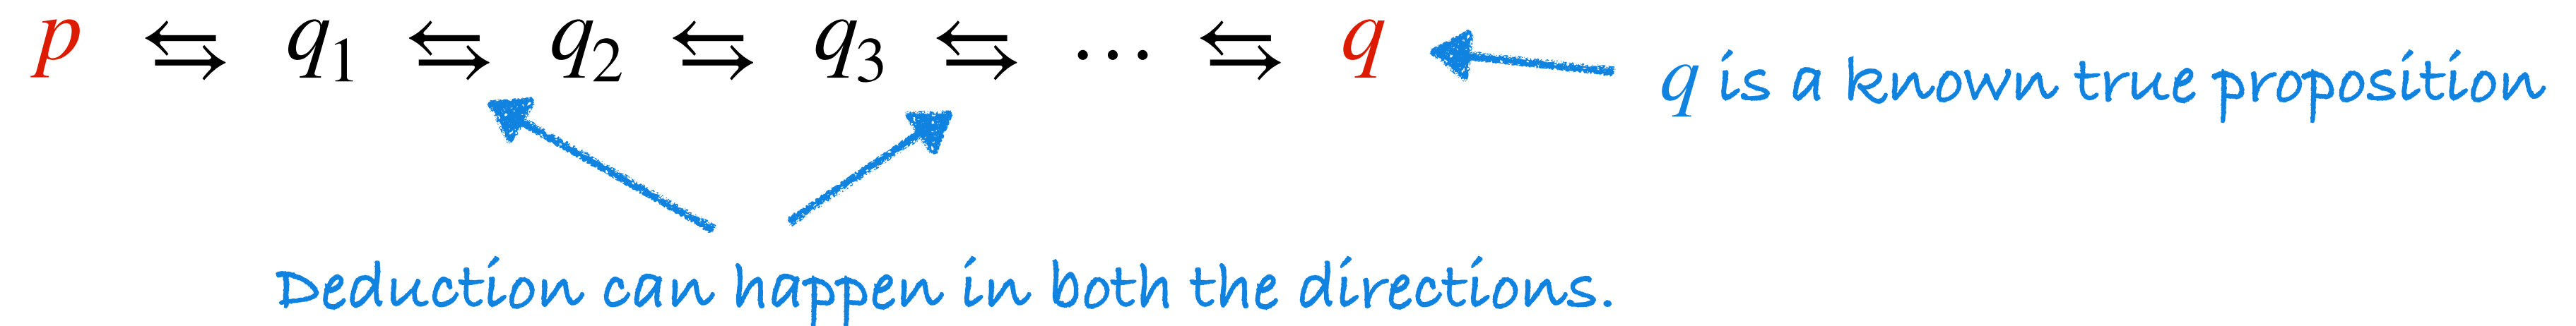 p ⇆ q₁ ⇆ q₂ ⇆ q₃ ⇆ ⋯ ⇆ q
q is a known true proposition
Deduction can happen in both the directions.